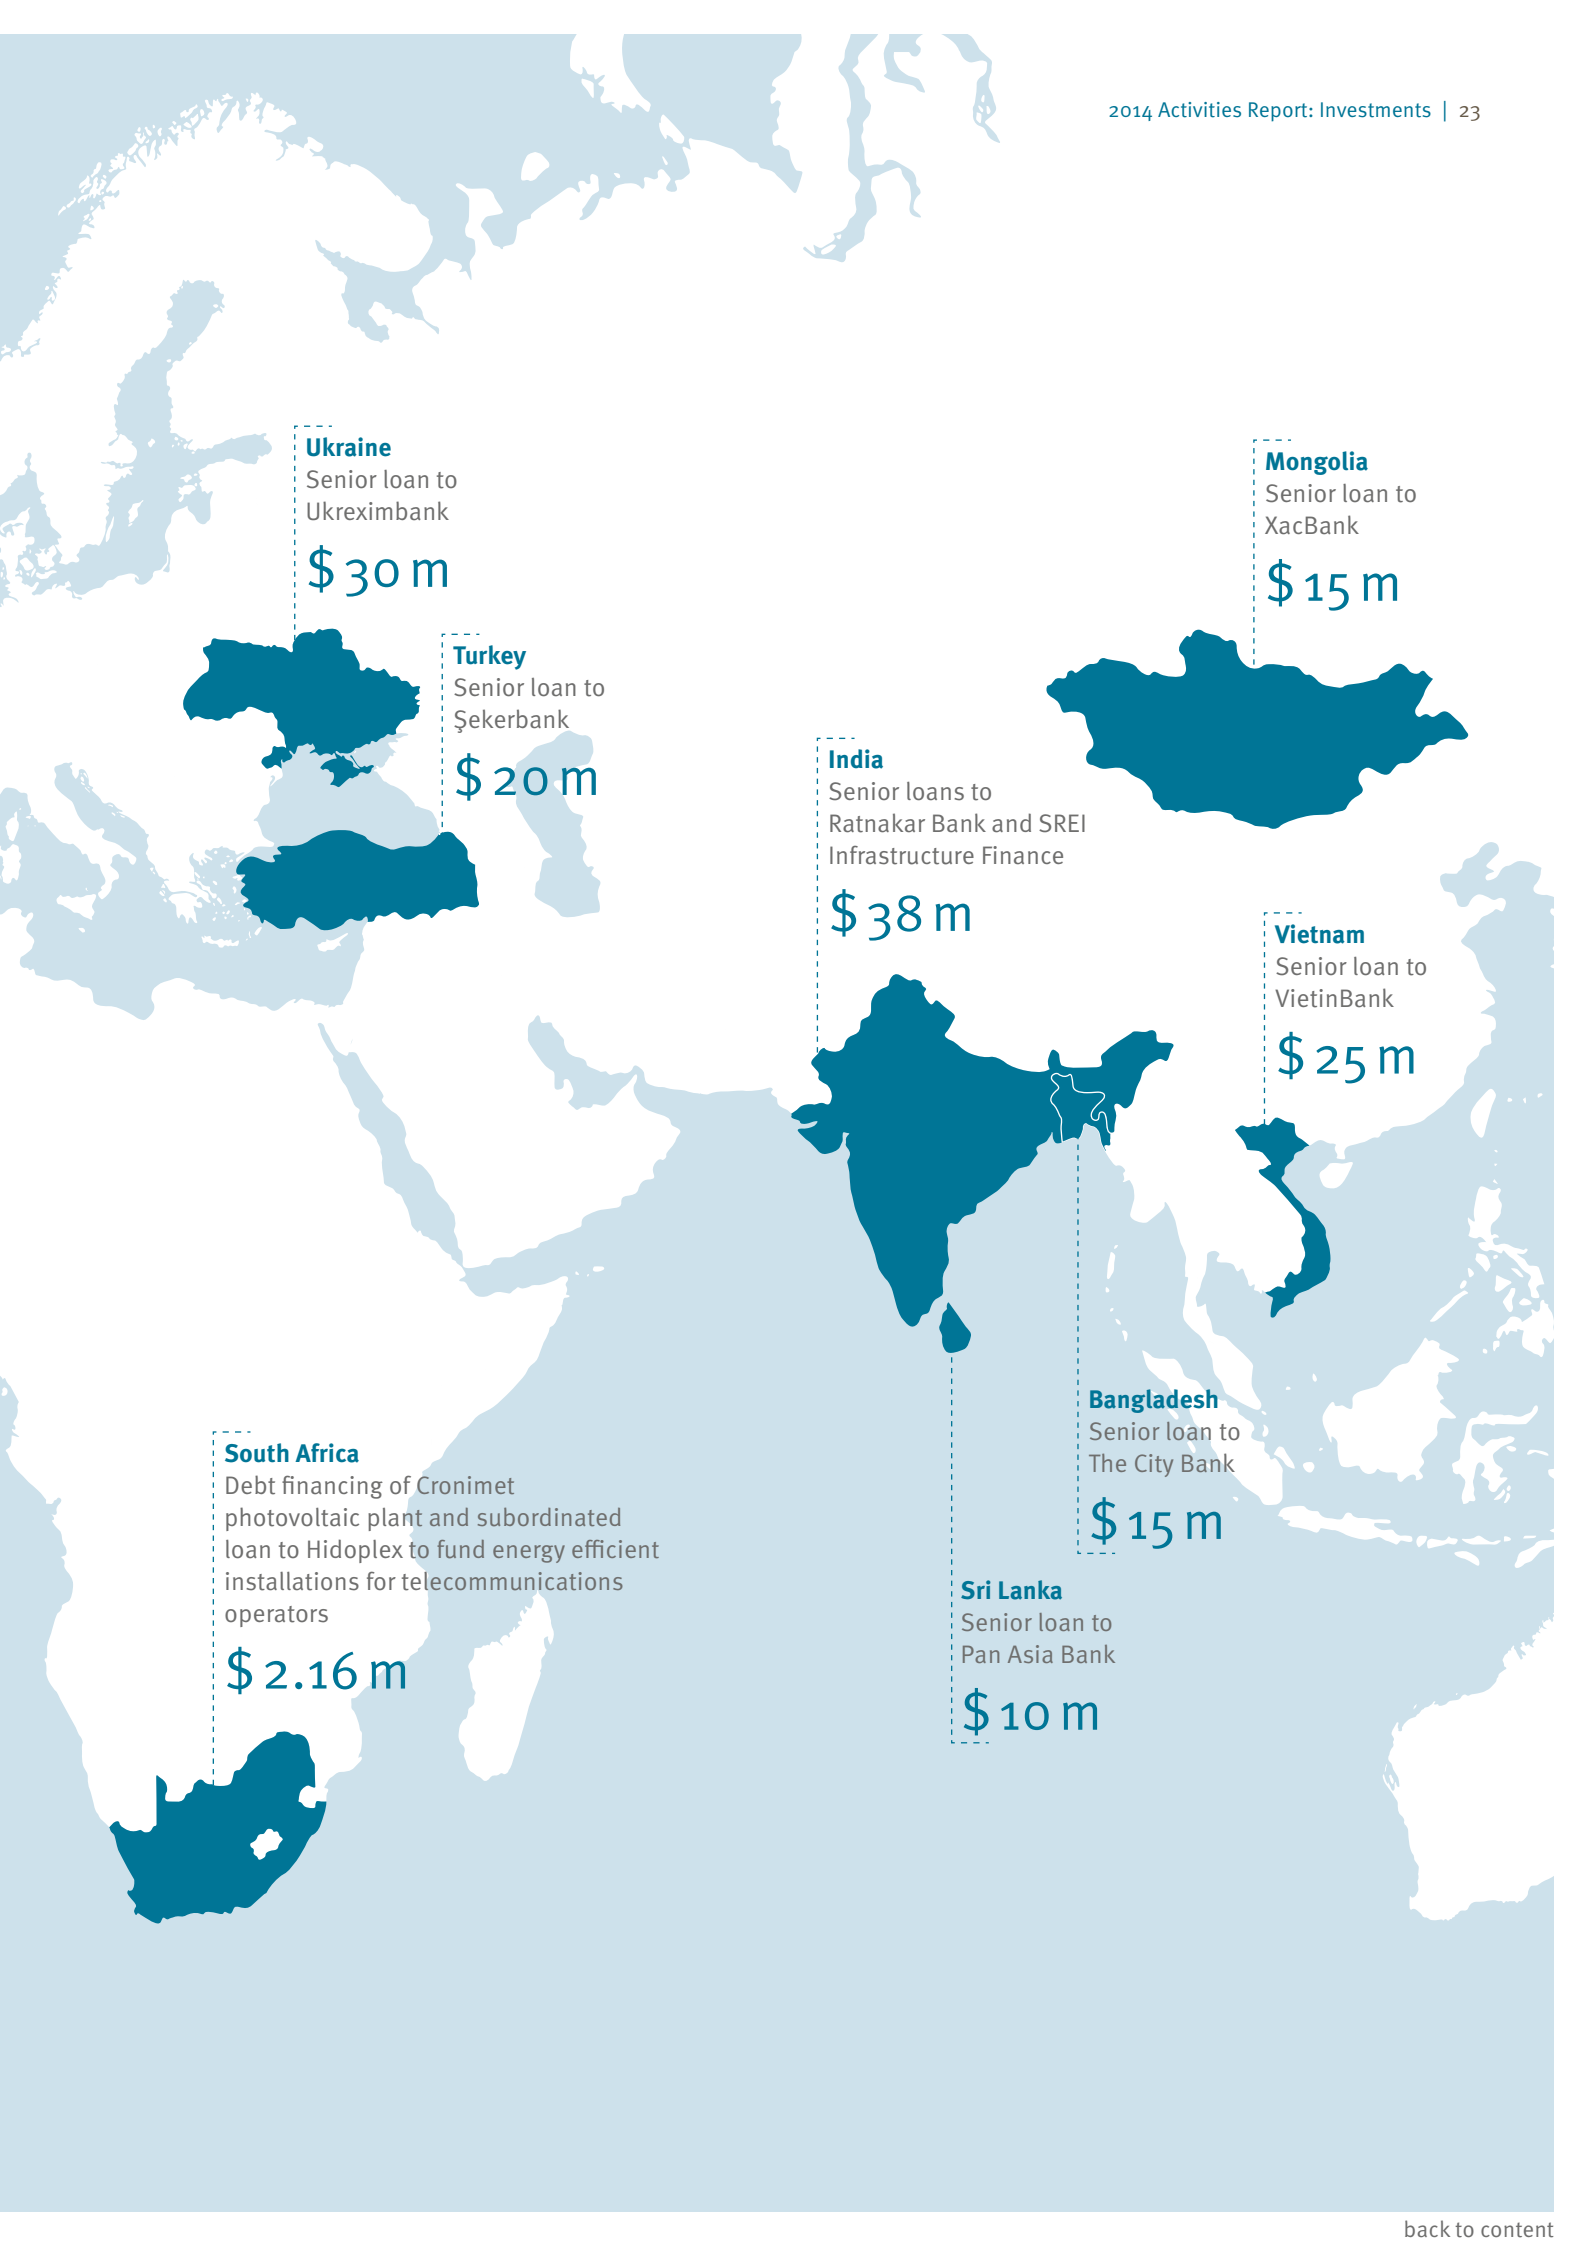 2014 Activities Report: Investments | 23
Ukraine
Senior loan to
Ukreximbank
$ 30 m
Mongolia
Senior loan to
XacBank
$ 15 m
Turkey
Senior loan to
Şekerbank
$ 20 m
India
Senior loans to
Ratnakar Bank and SREI
Infrastructure Finance
$ 38 m
Vietnam
Senior loan to
VietinBank
$ 25 m
Bangladesh
Senior loan to
The City Bank
$ 15 m
South Africa
Debt financing of Cronimet
photovoltaic plant and subordinated
loan to Hidoplex to fund energy efficient
installations for telecommunications
operators
$ 2.16 m
Sri Lanka
Senior loan to
Pan Asia Bank
$ 10 m
back to content